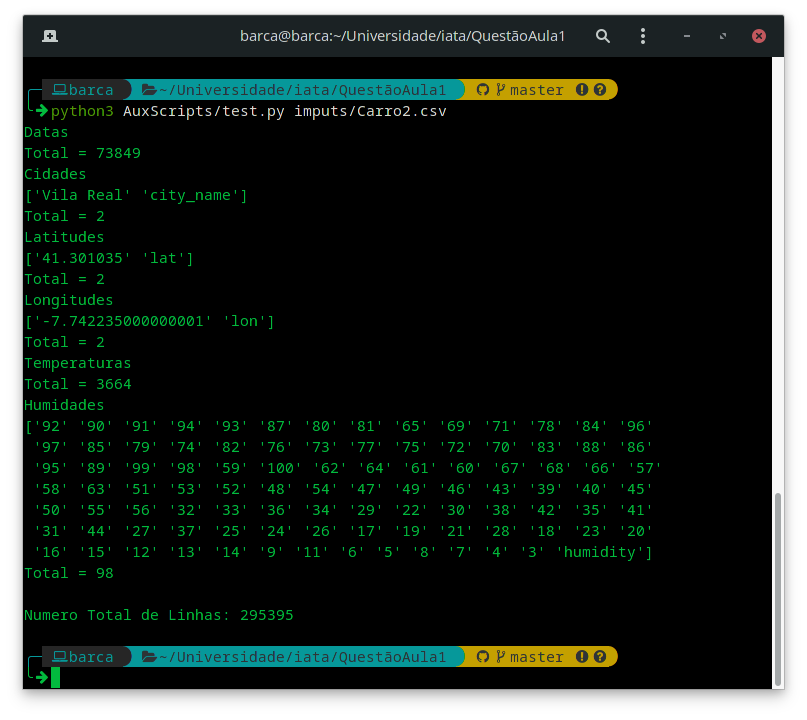 barca@barca:~/Universidade/iata/QuestãoAula1
barca ~/Universidade/iata/QuestãoAula1 master
python3 AuxScripts/test.py imputs/Carro2.csv
Datas
Total = 73849
Cidades
['Vila Real' 'city_name']
Total = 2
Latitudes
['41.301035' 'lat']
Total = 2
Longitudes
['-7.742235000000001' 'lon']
Total = 2
Temperaturas
Total = 3664
Humidades
['92' '90' '91' '94' '93' '87' '80' '81' '65' '69' '71' '78' '84' '96'
'97' '85' '79' '74' '82' '76' '73' '77' '75' '72' '70' '83' '88' '86'
'95' '89' '99' '98' '59' '100' '62' '64' '61' '60' '67' '68' '66' '57'
'58' '63' '51' '53' '52' '48' '54' '47' '49' '46' '43' '39' '40' '45'
'50' '55' '56' '32' '33' '36' '34' '29' '22' '30' '38' '42' '35' '41'
'31' '44' '27' '37' '25' '24' '26' '17' '19' '21' '28' '18' '23' '20'
'16' '15' '12' '13' '14' '9' '11' '6' '5' '8' '7' '4' '3' 'humidity']
Total = 98
Numero Total de Linhas: 295395
barca ~/Universidade/iata/QuestãoAula1 master